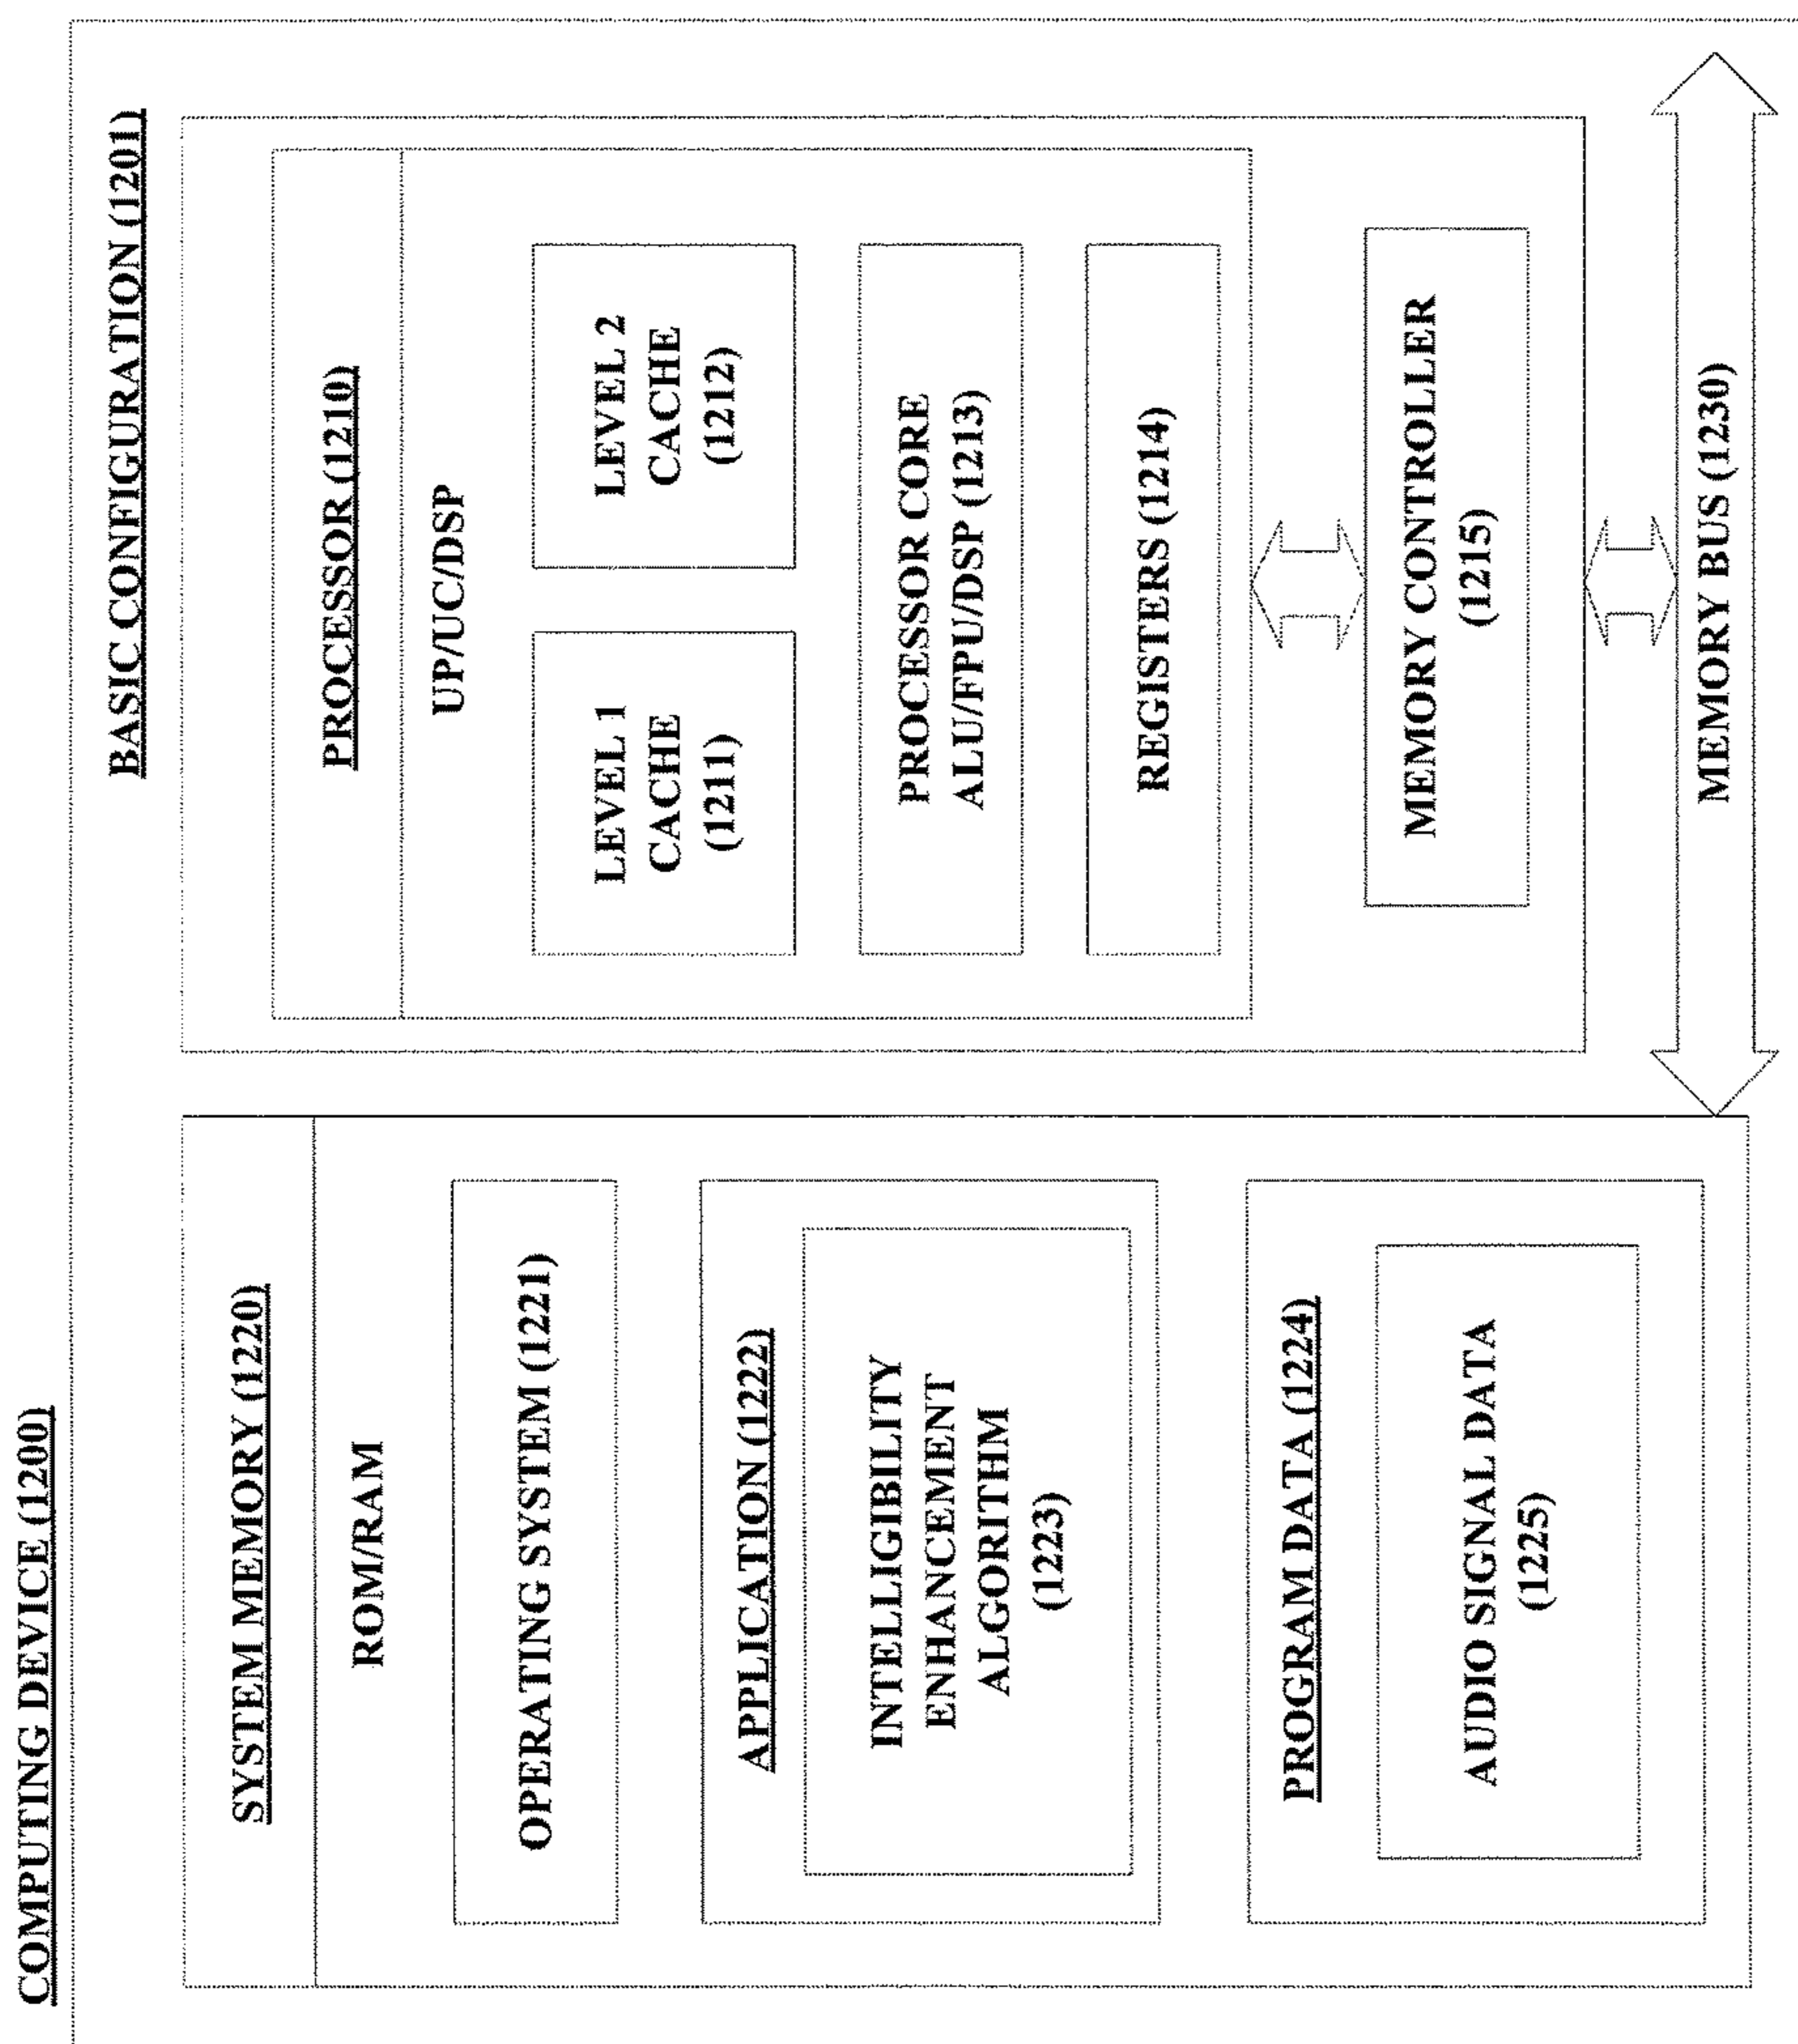 COMPUTING DEVICE (1200)
SYSTEM MEMORY (1220)
ROM/RAM
OPERATING SYSTEM (1221)
APPLICATION (1222)
INTELLIGIBILITY
ENHANCEMENT
ALGORITHM
(1223)
PROGRAM DATA (1224)
AUDIO SIGNAL DATA
(1225)
BASIC CONFIGURATION (1201)
PROCESSOR (1210)
UP/UC/DSP
LEVEL 1
CACHE
(1211)
LEVEL 2
CACHE
(1212)
PROCESSOR CORE
ALU/FPU/DSP (1213)
REGISTERS (1214)
MEMORY CONTROLLER
(1215)
MEMORY BUS (1230)